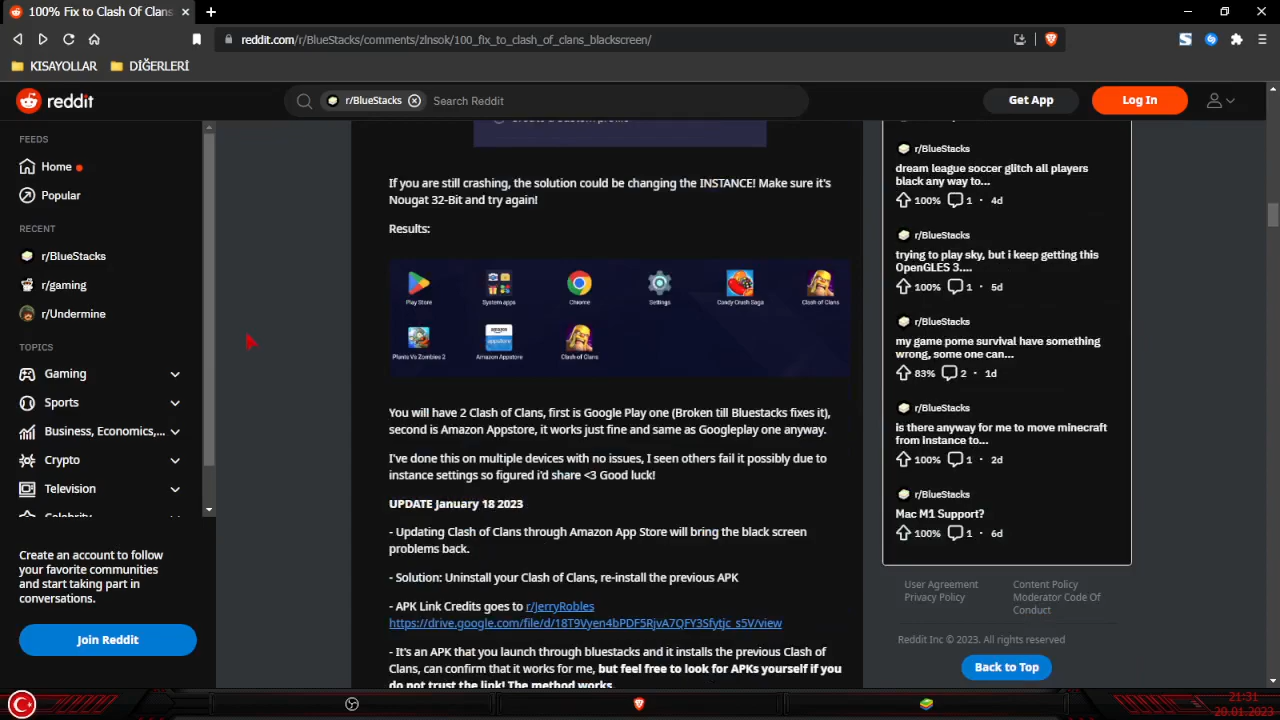 100% Fix to Clash Of Clans
reddit.com/r/BlueStacks/comments/zlnsok/100_fix_to_clash_of_clans_blackscreen/
KISAYOLLAR
DİĞERLERİ
reddit
r/BlueStacks
Search Reddit
Get App
Log In
FEEDS
Home
Popular
RECENT
r/BlueStacks
r/gaming
r/Undermine
TOPICS
Gaming
Sports
Business, Economics,...
Crypto
Television
Create an account to follow
your favorite communities
and start taking part in
conversations.
Join Reddit
If you are still crashing, the solution could be changing the INSTANCE! Make sure it's
Nougat 32-Bit and try again!
Results:
Play Store
System apps
Chrome
Settings
Candy Crush Saga
Clash of Clans
Plants Vs Zombies 2
amazon
appstore
Amazon Appstore
Clash of Clans
You will have 2 Clash of Clans, first is Google Play one (Broken till Bluestacks fixes it),
second is Amazon Appstore, it works just fine and same as Googleplay one anyway.
I've done this on multiple devices with no issues, I seen others fail it possibly due to
instance settings so figured i'd share <3 Good luck!
UPDATE January 18 2023
- Updating Clash of Clans through Amazon App Store will bring the black screen
problems back.
- Solution: Uninstall your Clash of Clans, re-install the previous APK
- APK Link Credits goes to r/JerryRobles
https://drive.google.com/file/d/18T9Vyen4bPDF5RjvA7QFY3Sfytjc_s5V/view
- It's an APK that you launch through bluestacks and it installs the previous Clash of
Clans, can confirm that it works for me, but feel free to look for APKs yourself if you
do not trust the link! The method works.
r/BlueStacks
dream league soccer glitch all players
black any way to...
100% 1 · 4d
r/BlueStacks
trying to play sky, but i keep getting this
OpenGLES 3....
100% 1 · 5d
r/BlueStacks
my game pome survival have something
wrong, some one can...
83% 2 · 1d
r/BlueStacks
is there anyway for me to move minecraft
from instance to...
100% 1 · 2d
r/BlueStacks
Mac M1 Support?
100% 1 · 6d
User Agreement
Privacy Policy
Content Policy
Moderator Code Of
Conduct
Reddit Inc © 2023. All rights reserved
Back to Top
21:31
20.01.2023